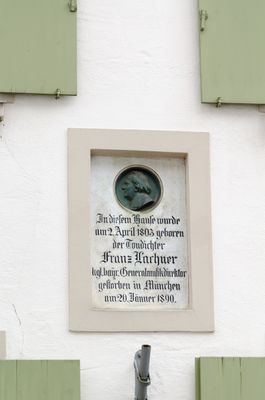 In diesem Hause wurde
am 2. April 1803 geboren
der Tondichter
Franz Lachner
kgl. bayr. Generalmusikdirektor
gestorben in München
am 20. Jänner 1890.